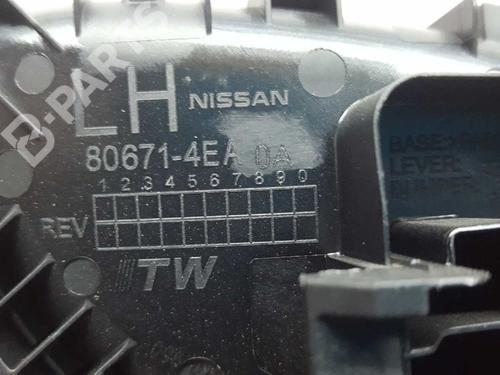 D-PARTS
LH NISSAN
80671-4EA 0A
1 2 3 4 5 6 7 8 9 0
REV
TW
BASE:
LEVER: